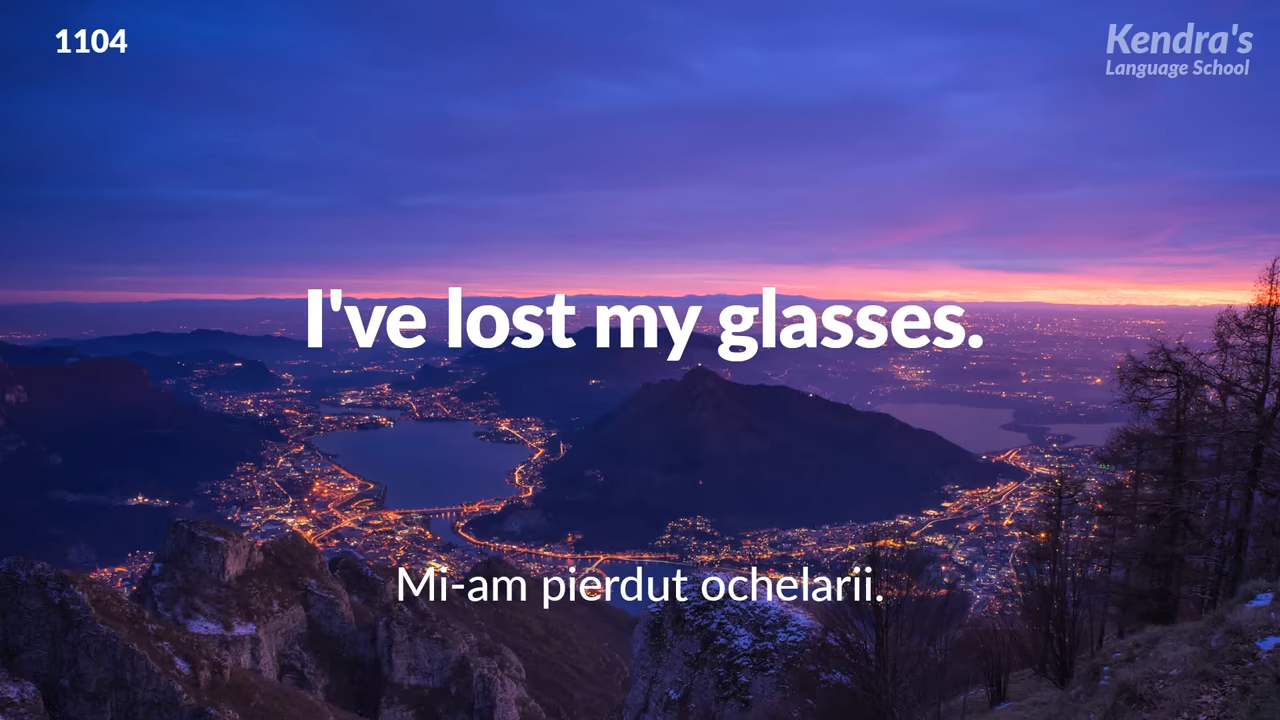 1104
Kendra's
Language School
I've lost my glasses.
Mi-am pierdut ochelarii.